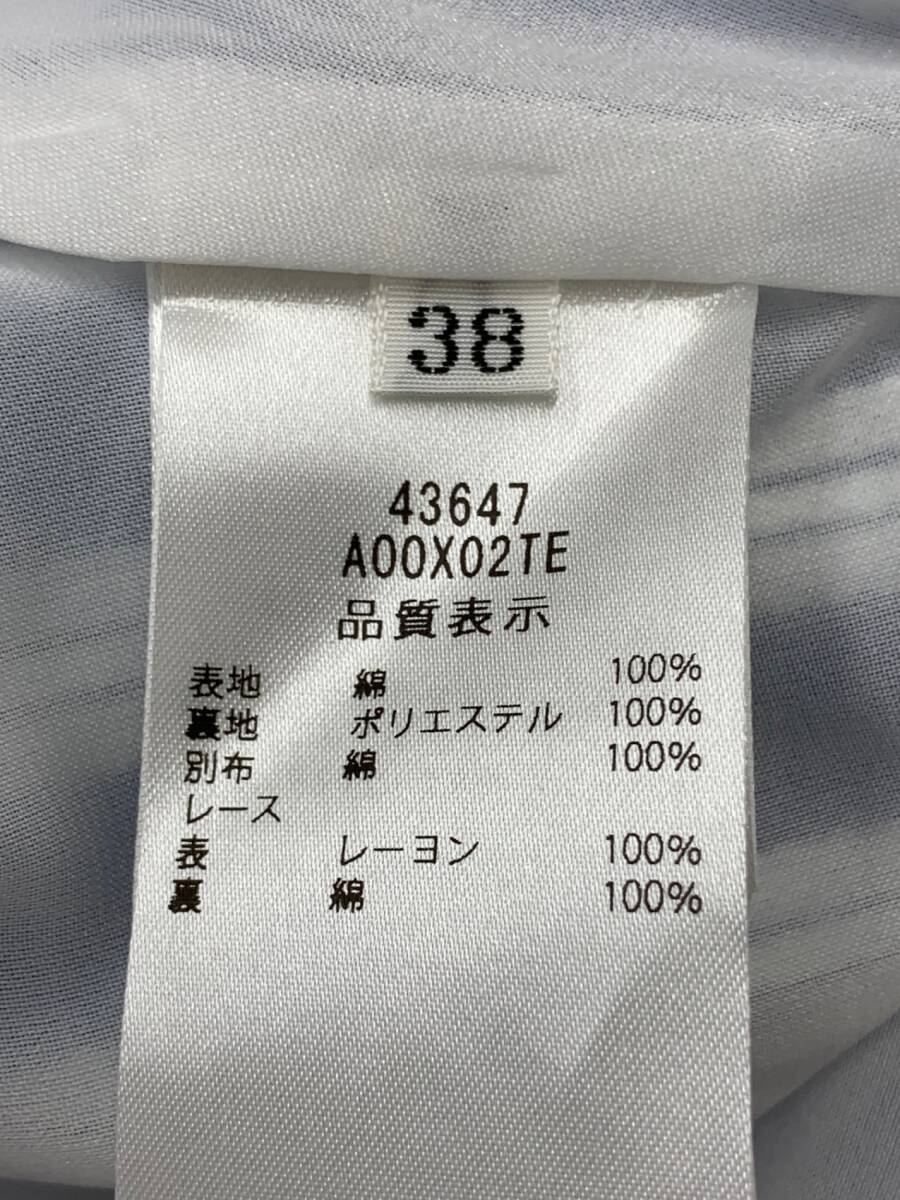 38
43647
A00X02TE
品質表示
表地 綿 100%
裏地 ポリエステル 100%
別布 綿 100%
レース
表 レーヨン 100%
裏 綿 100%